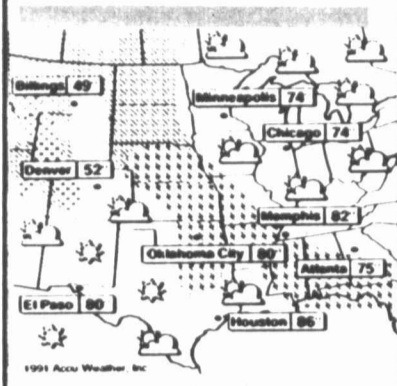 Billings 49°
Minneapolis 74°
Chicago 74°
Denver 52°
Memphis 82°
Oklahoma City 80°
Atlanta 75
El Paso 80
Houston 86
1991 Accu Weather, Inc